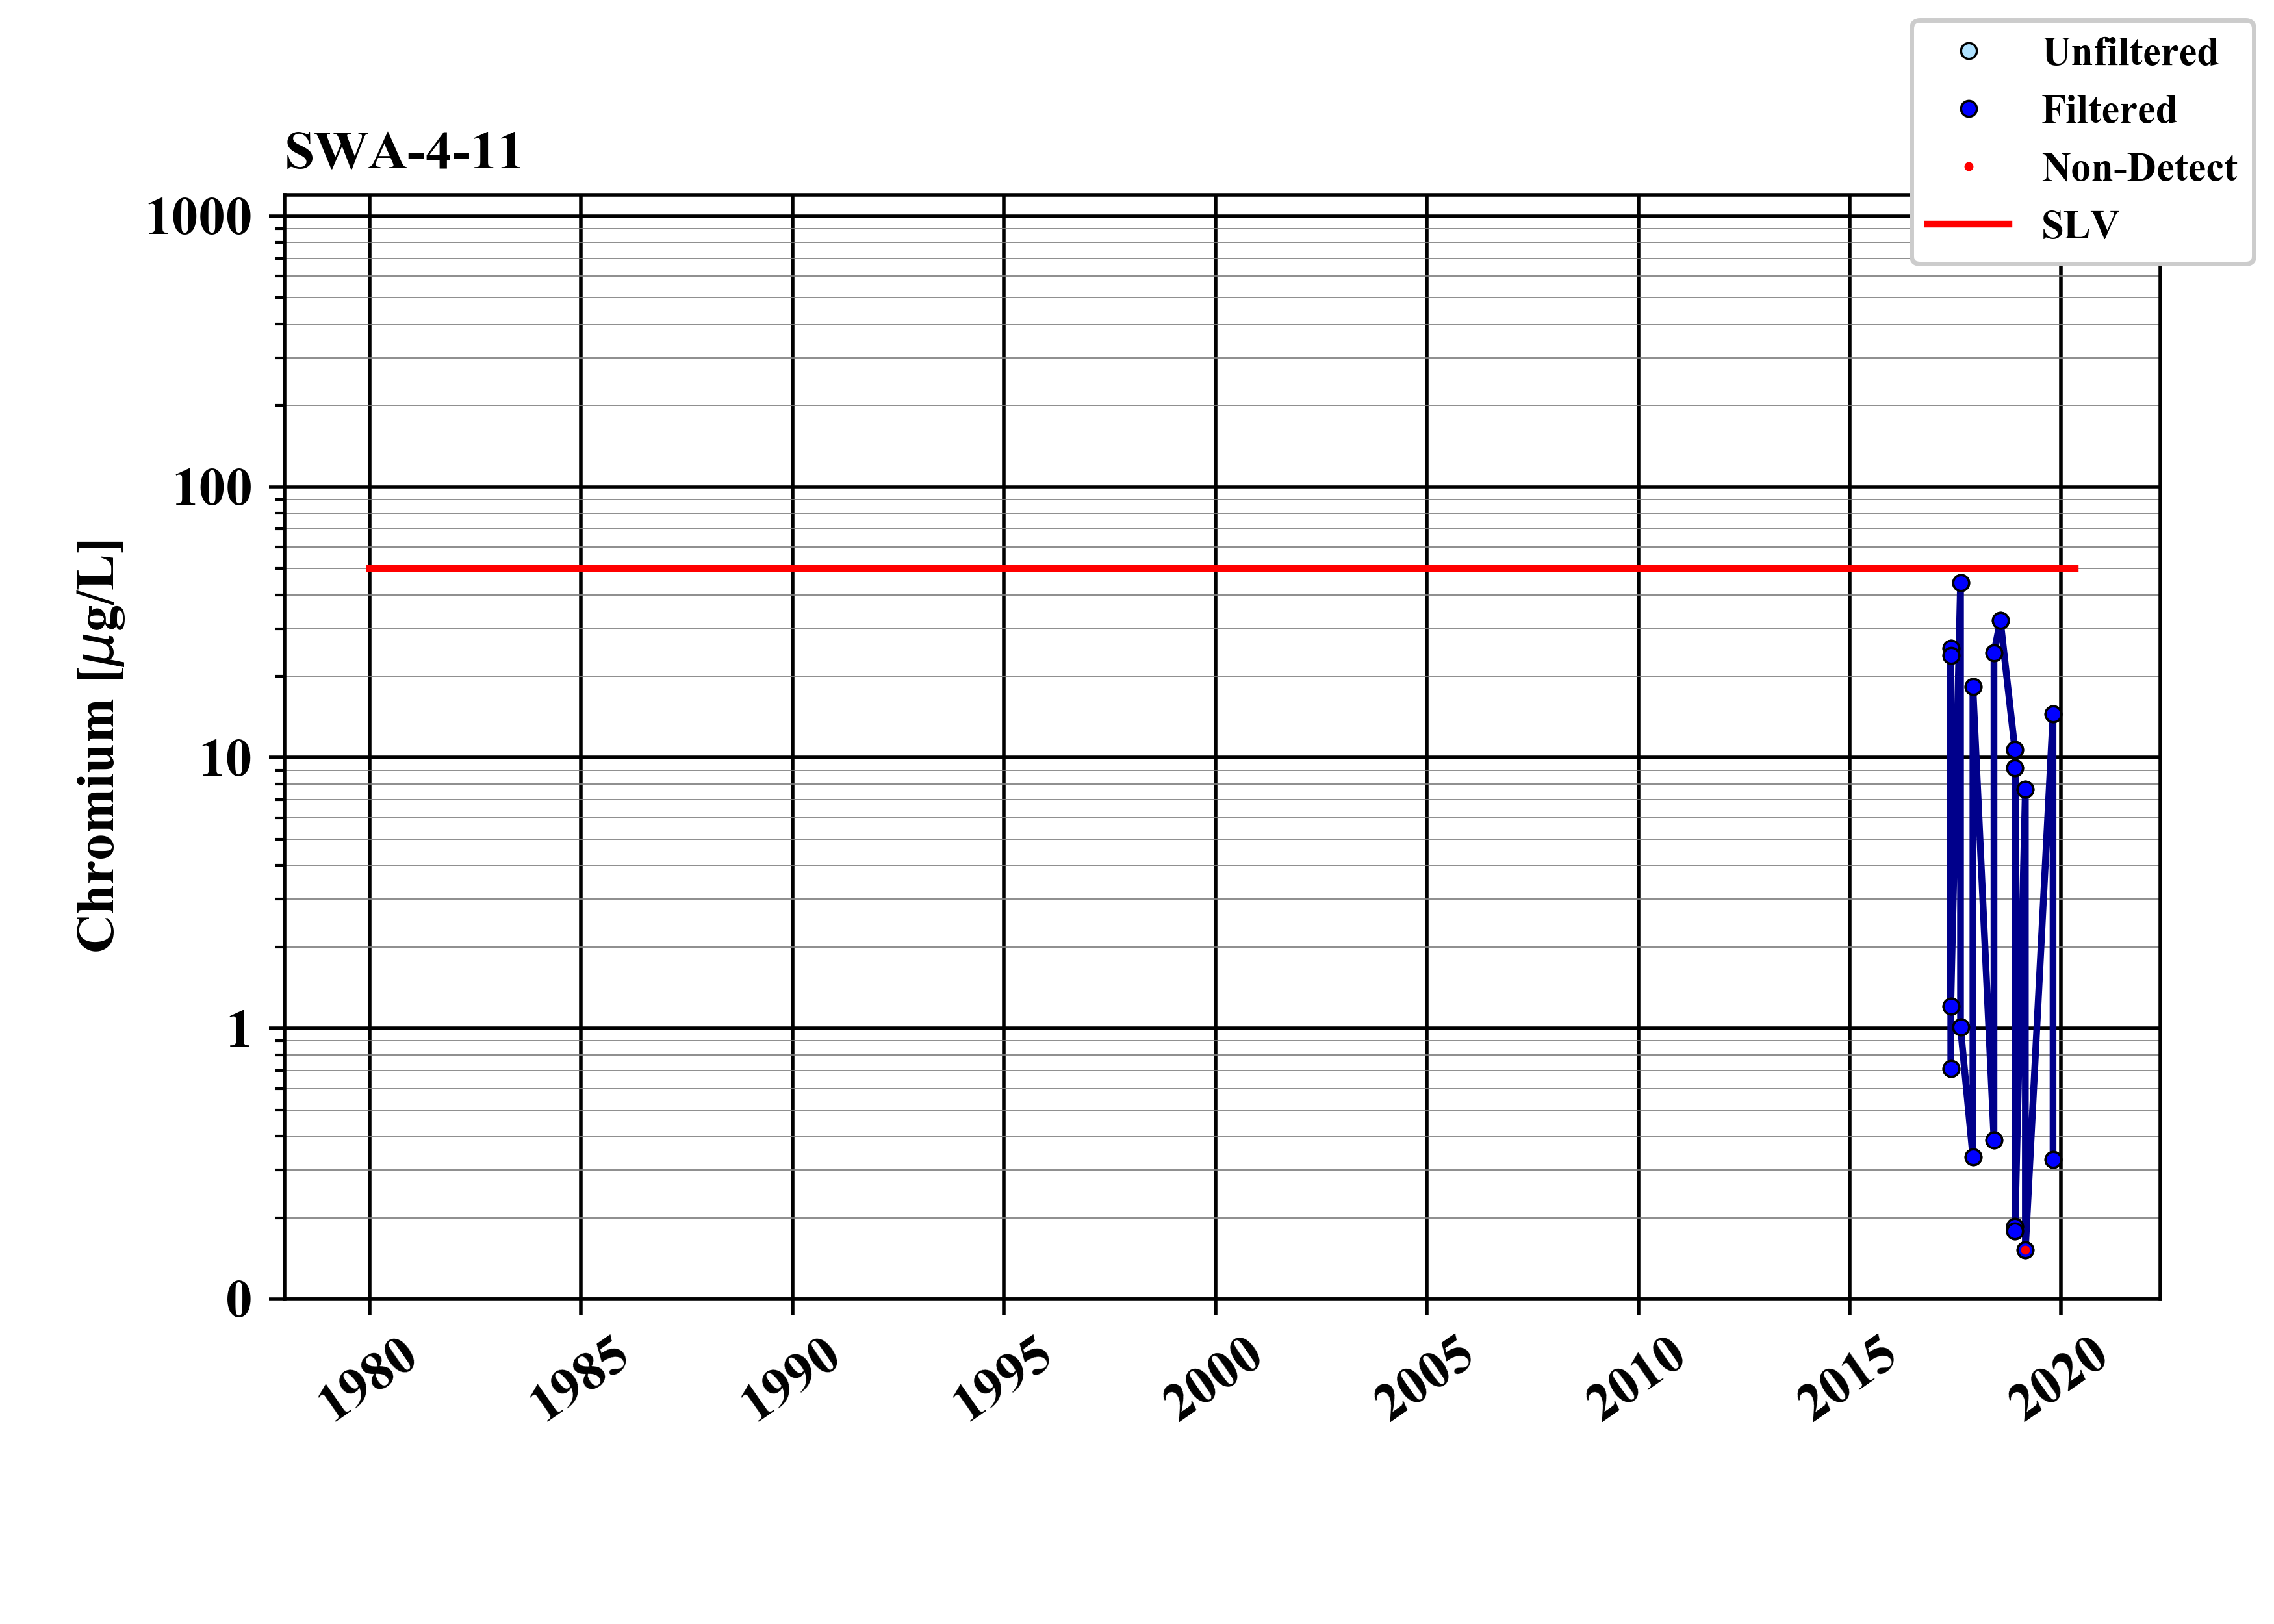 Unfiltered
Filtered
Non-Detect
SLV
SWA-4-11
1000
100
10
1
0
Chromium [μg/L]
1980
1985
1990
1995
2000
2005
2010
2015
2020